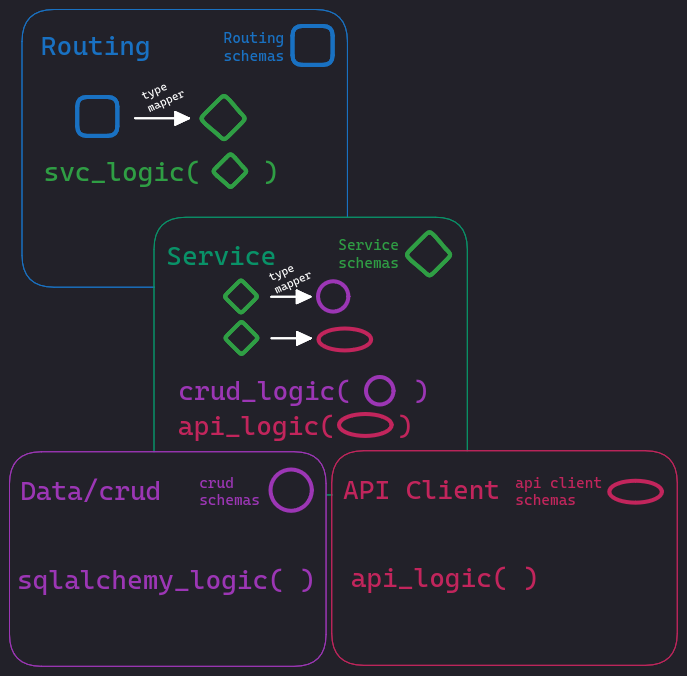 Routing
Routing
schemas
type
mapper
svc_logic( )
Service
Service
schemas
type
mapper
crud_logic( )
api_logic( )
Data/crud
crud
schemas
sqlalchemy_logic( )
API Client
api client
schemas
api_logic( )